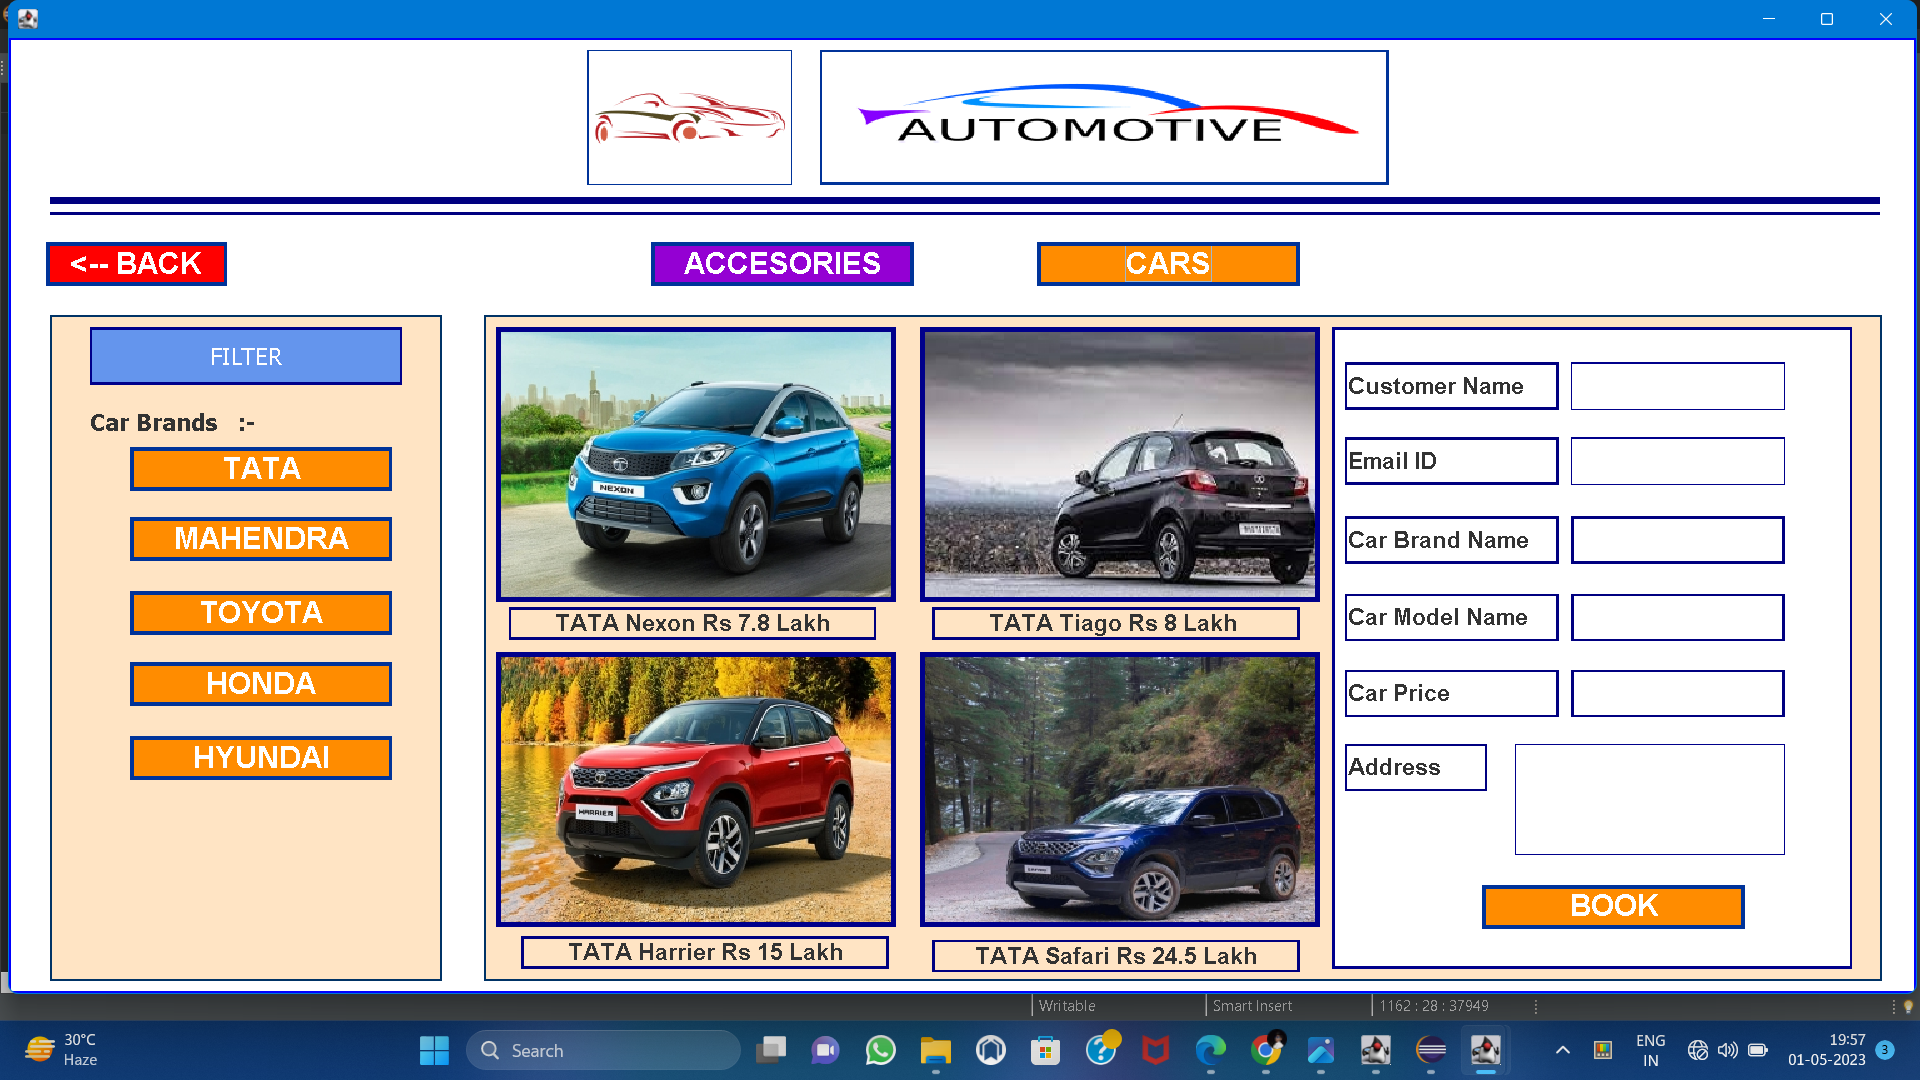 AUTOMOTIVE
<-- BACK
ACCESORIES
CARS
FILTER
Car Brands :-
TATA
MAHENDRA
TOYOTA
HONDA
HYUNDAI
NEXON
TATA Nexon Rs 7.8 Lakh
TATA Tiago Rs 8 Lakh
HARRIER
TATA Harrier Rs 15 Lakh
TATA Safari Rs 24.5 Lakh
Customer Name
Email ID
Car Brand Name
Car Model Name
Car Price
Address
BOOK
Writable
Smart Insert
1162 : 28 : 37949
30°C
Haze
Search
ENG
IN
19:57
01-05-2023
3